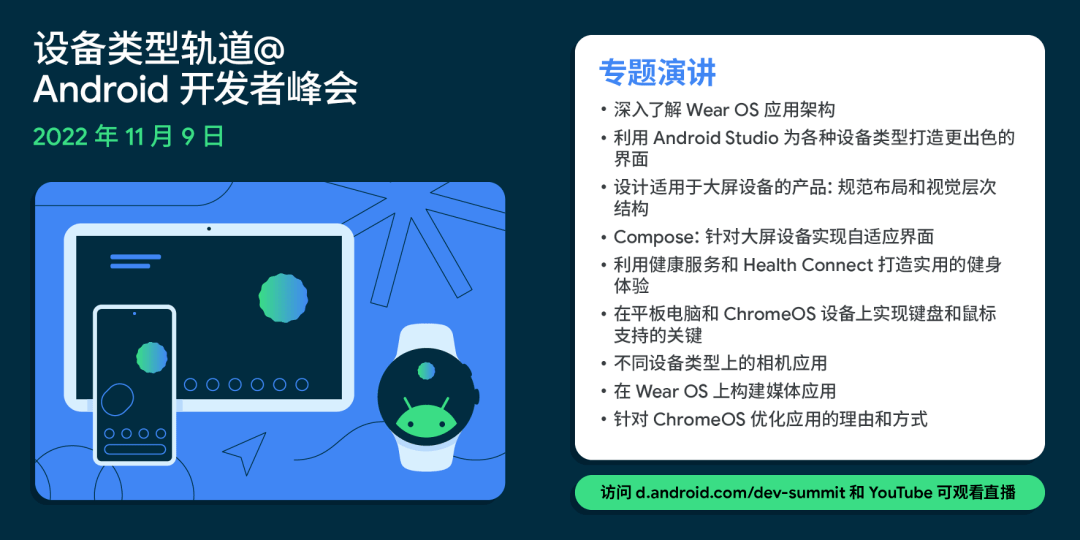 设备类型轨道@
Android 开发者峰会
2022 年 11 月 9 日
专题演讲
• 深入了解 Wear OS 应用架构
• 利用 Android Studio 为各种设备类型打造更出色的
界面
• 设计适用于大屏设备的产品：规范布局和视觉层次
结构
• Compose：针对大屏设备实现自适应界面
• 利用健康服务和 Health Connect 打造实用的健身
体验
• 在平板电脑和 ChromeOS 设备上实现键盘和鼠标
支持的关键
• 不同设备类型上的相机应用
• 在 Wear OS 上构建媒体应用
• 针对 ChromeOS 优化应用的理由和方式
访问 d.android.com/dev-summit 和 YouTube 可观看直播